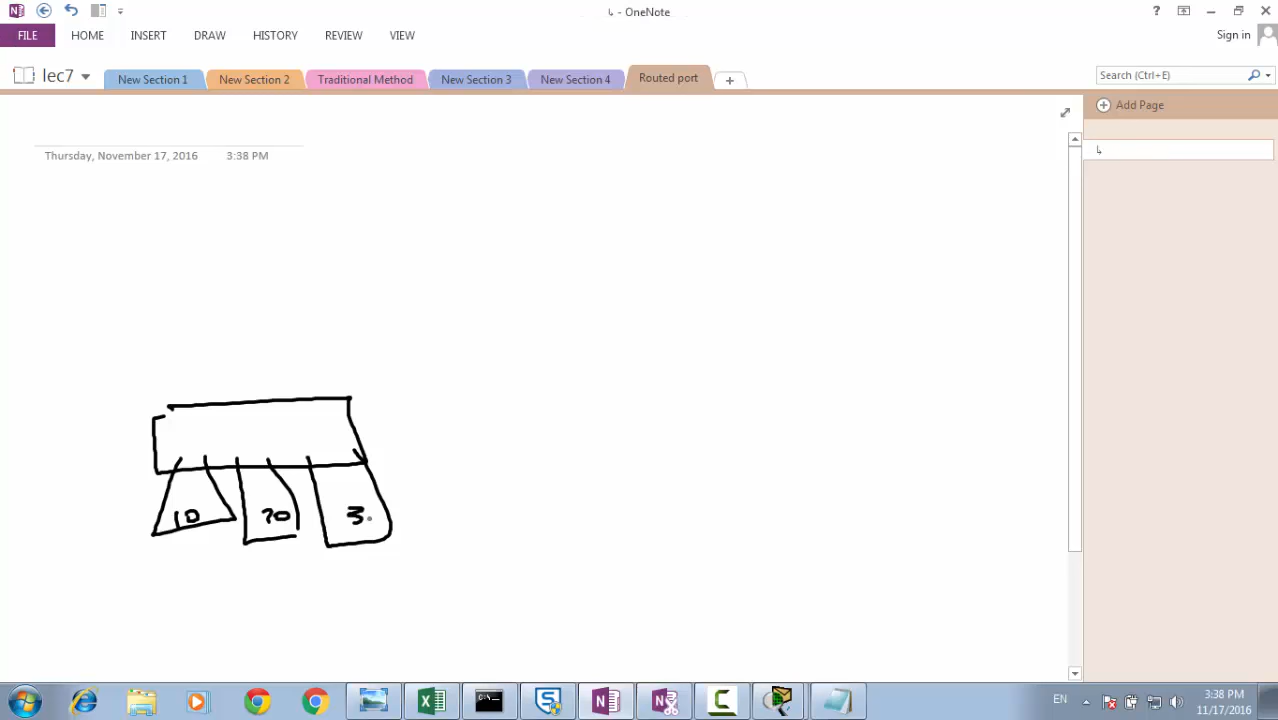 ↳ - OneNote
?
FILE HOME INSERT DRAW HISTORY REVIEW VIEW
Sign in
lec7 New Section 1 New Section 2 Traditional Method New Section 3 New Section 4 Routed port +
Search (Ctrl+E)
Add Page
↳
Thursday, November 17, 2016 3:38 PM
10 20 3
EN
3:38 PM
11/17/2016